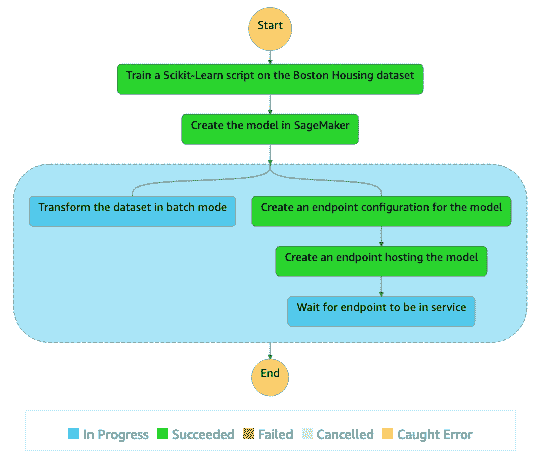 Start
Train a Scikit-Learn script on the Boston Housing dataset
Create the model in SageMaker
Transform the dataset in batch mode
Create an endpoint configuration for the model
Create an endpoint hosting the model
Wait for endpoint to be in service
End
In Progress Succeeded Failed Cancelled Caught Error